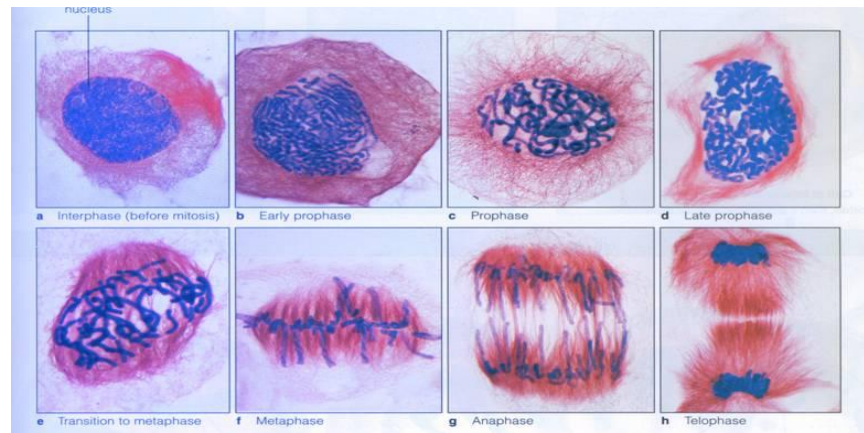 nucleus
a Interphase (before mitosis)
b Early prophase
c Prophase
d Late prophase
e Transition to metaphase
f Metaphase
g Anaphase
h Telophase